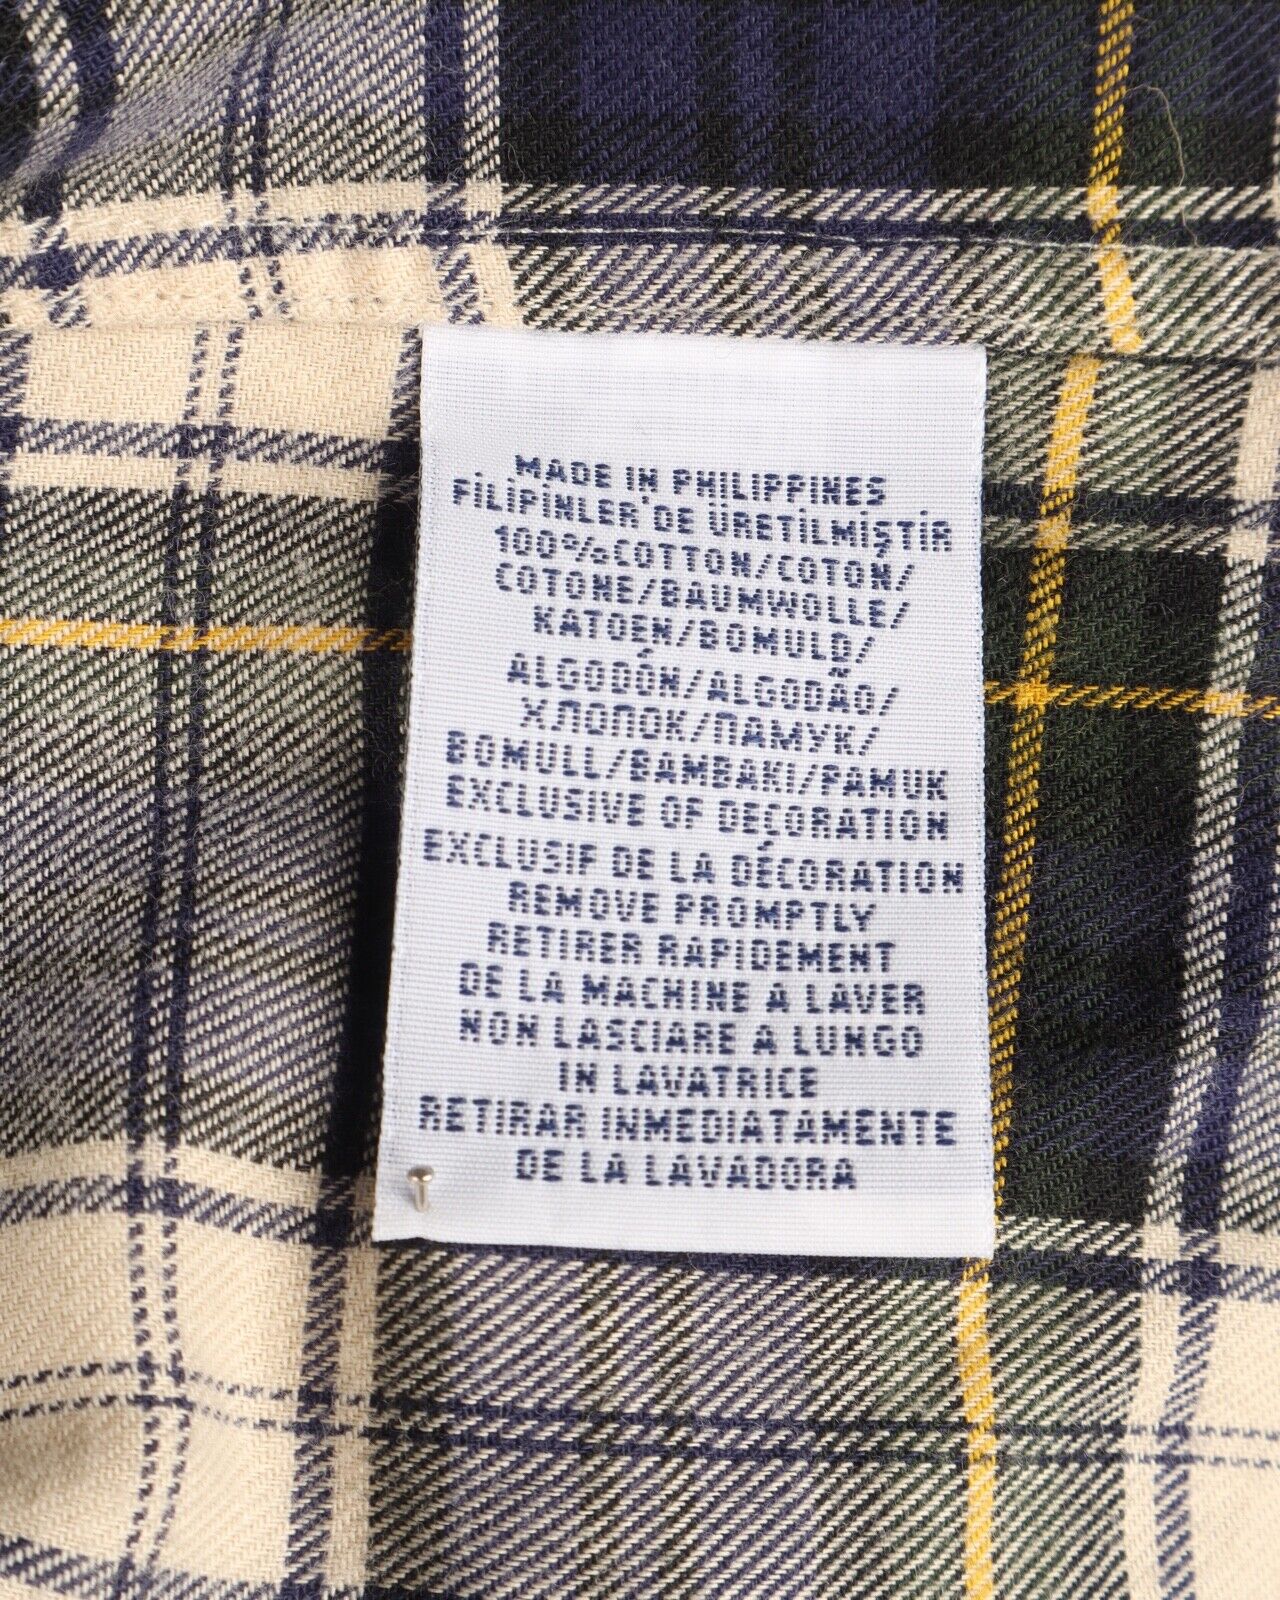 MADE IN PHILIPPINES
FİLİPİNLER'DE ÜRETİLMİŞTİR
100%COTTON/COTON/
COTONE/BAUMWOLLE/
KATOEN/BOMULD/
ALGODÓN/ALGODÃO/
ХЛОПОК/ПАМУК/
BOMULL/BAMBAKI/PAMUK
EXCLUSIVE OF DECORATION
EXCLUSIF DE LA DÉCORATION
REMOVE PROMPTLY
RETIRER RAPIDEMENT
DE LA MACHINE A LAVER
NON LASCIARE A LUNGO
IN LAVATRICE
RETIRAR INMEDIATAMENTE
DE LA LAVADORA